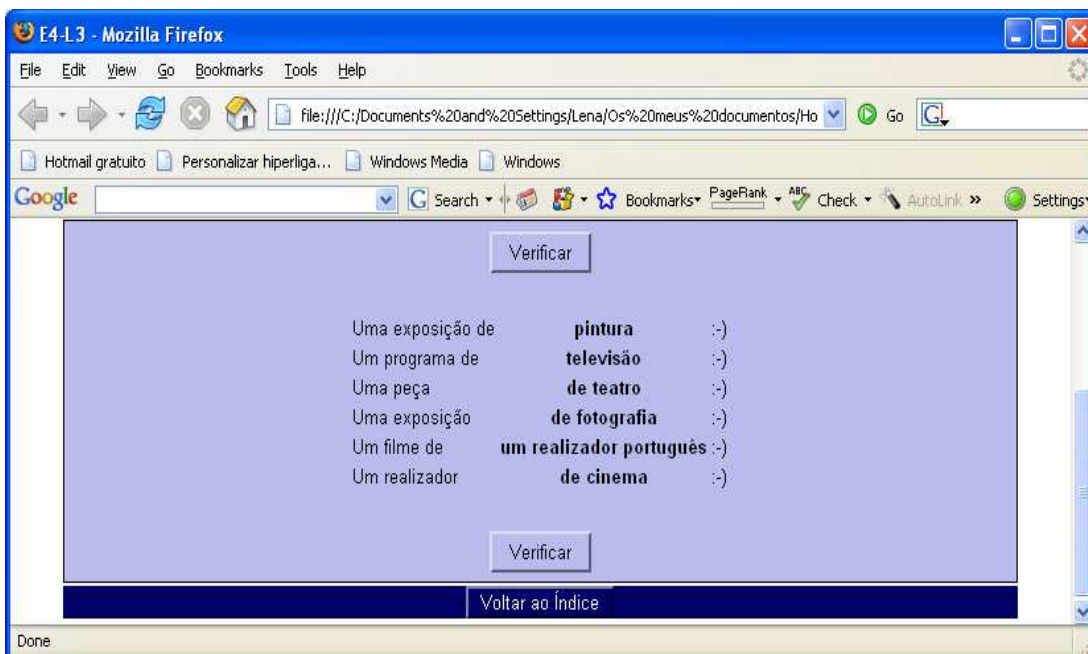 E4-L3 - Mozilla Firefox
File Edit View Go Bookmarks Tools Help
file:///C:/Documents%20and%20Settings/Lena/Os%20meus%20documentos/Ho Go G
Hotmail gratuito Personalizar hiperliga... Windows Media Windows
Google G Search Bookmarks PageRank ABC Check AutoLink » Settings
Verificar
Uma exposição de pintura :-)
Um programa de televisão :-)
Uma peça de teatro :-)
Uma exposição de fotografia :-)
Um filme de um realizador português :-)
Um realizador de cinema :-)
Verificar
Voltar ao Índice
Done